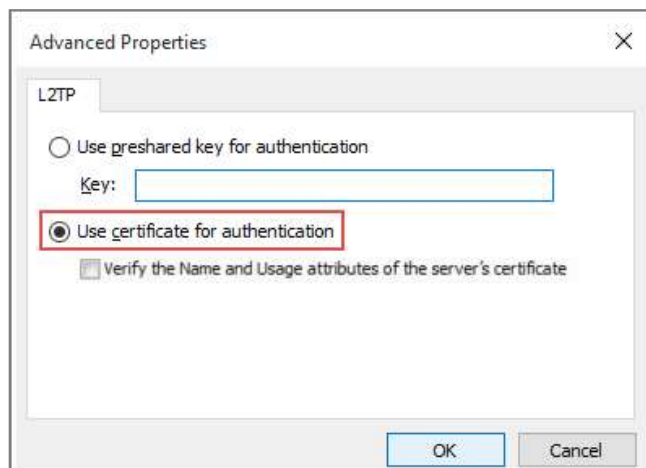 Advanced Properties
L2TP
Use preshared key for authentication
Key:
Use certificate for authentication
Verify the Name and Usage attributes of the server's certificate
OK Cancel